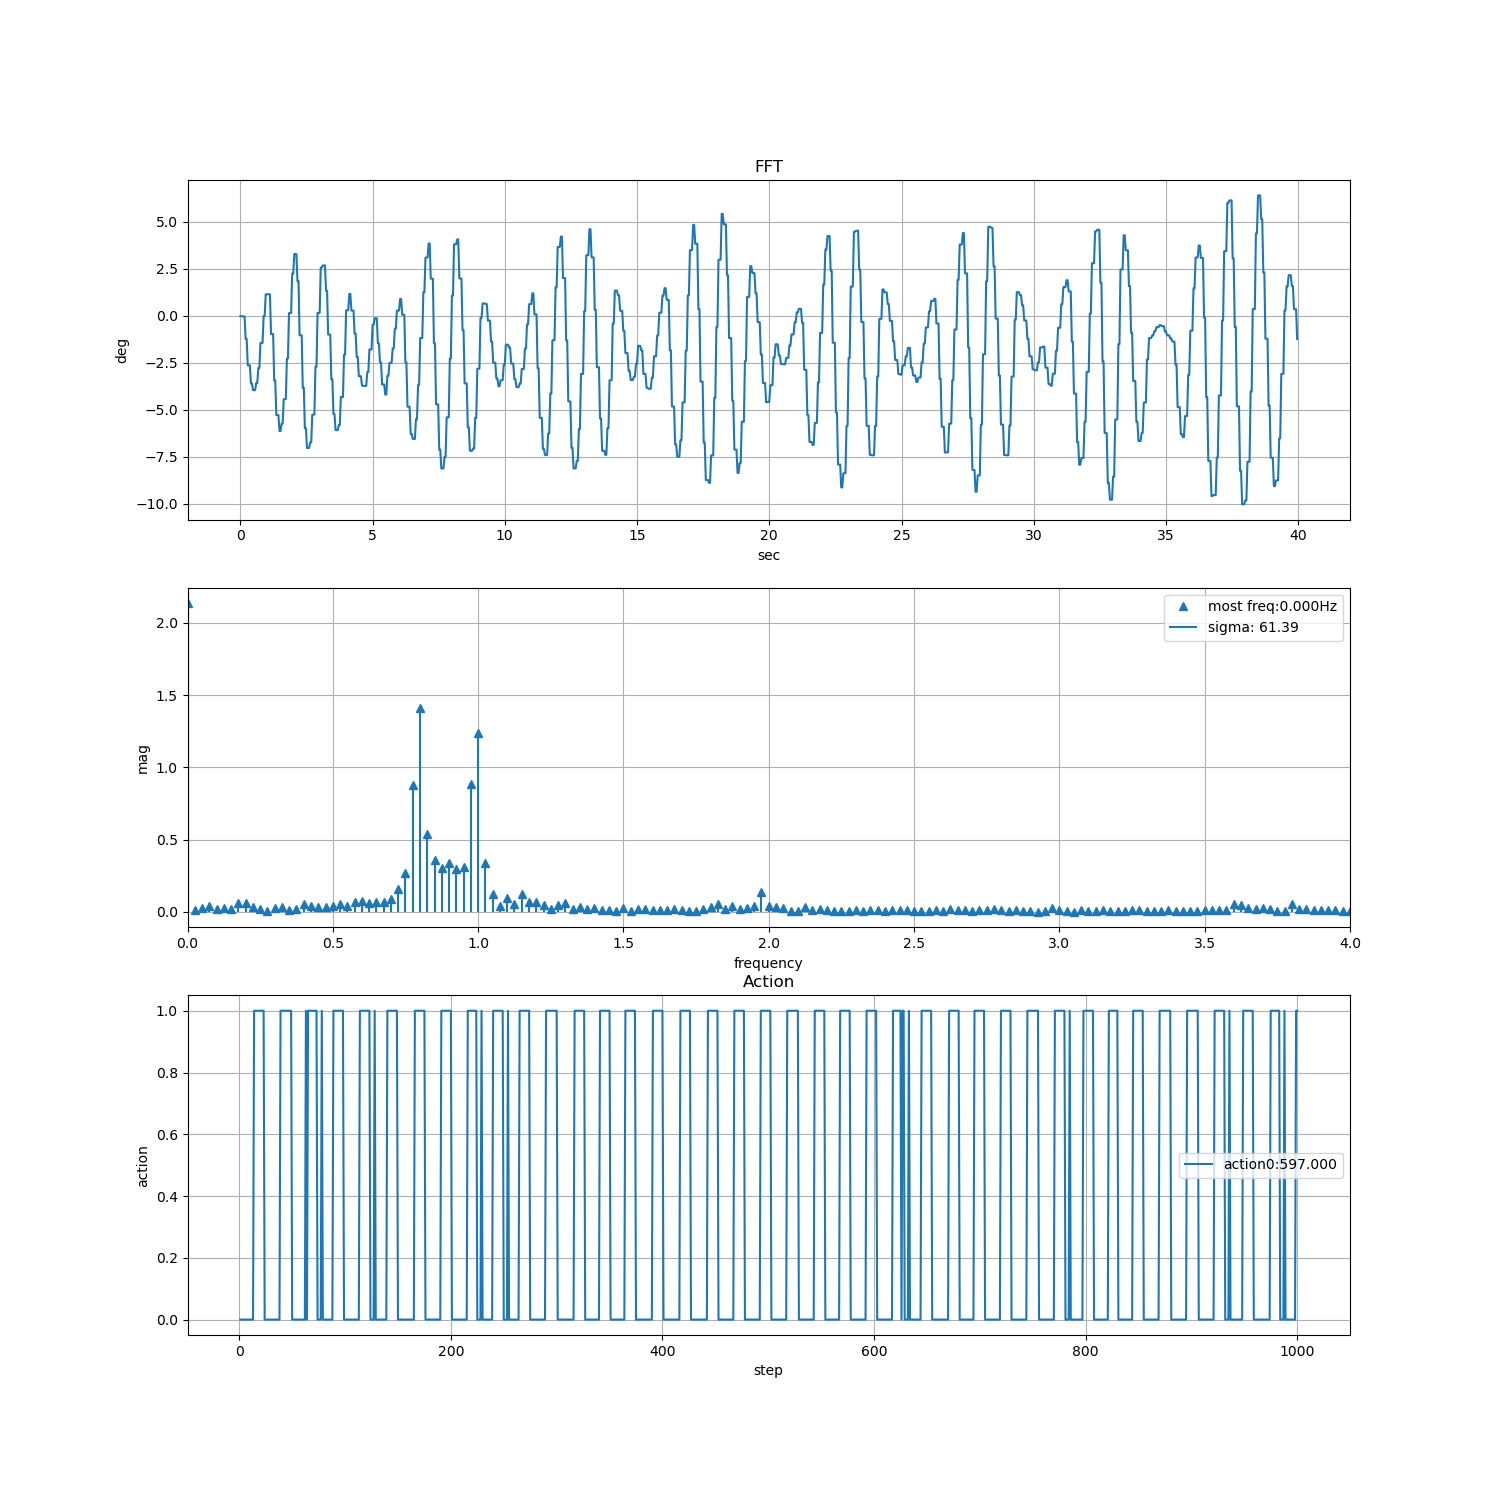 FFT
5.0
2.5
0.0
−2.5
−5.0
−7.5
−10.0
deg
0 5 10 15 20 25 30 35 40
sec
most freq:0.000Hz
sigma: 61.39
2.0
1.5
1.0
0.5
0.0
mag
0.0 0.5 1.0 1.5 2.0 2.5 3.0 3.5 4.0
frequency
Action
1.0
0.8
0.6
0.4
0.2
0.0
action
action0:597.000
0 200 400 600 800 1000
step